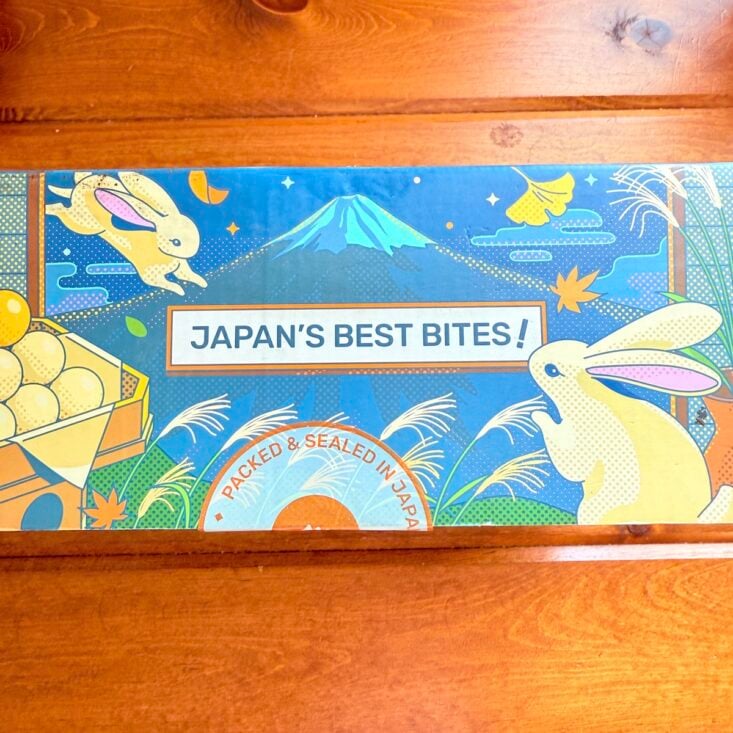 JAPAN'S BEST BITES!
PACKED & SEALED IN JAPA